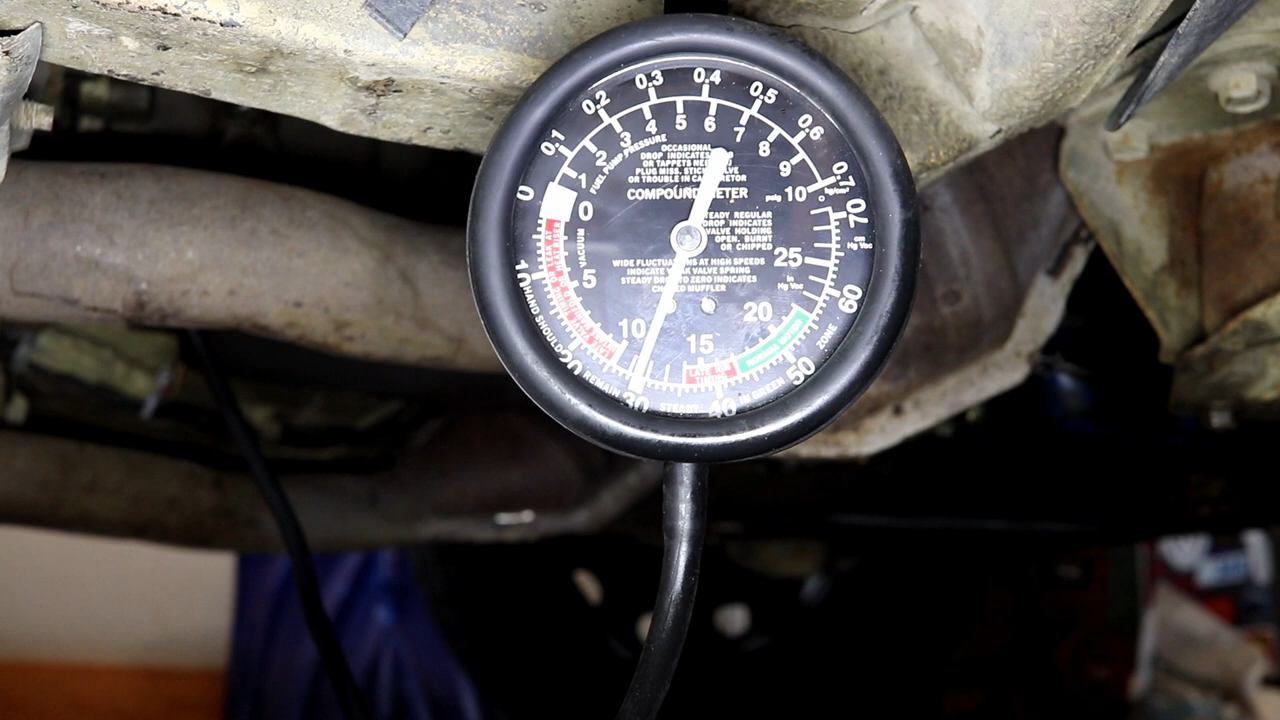 0 0.1 0.2 0.3 0.4 0.5 0.6 0.7
kg/cm²
1 2 3 4 5 6 7 8 9 10
psig
FUEL PUMP PRESSURE
OCCASIONAL
DROP INDICATES
OR TAPPETS
PLUG MISS.
OR TROUBLE IN
COMPOUND METER
STEADY REGULAR
DROP INDICATES
VALVE HOLDING
OPEN, BURNT
OR CHIPPED
WIDE FLUCTUATIONS AT HIGH SPEEDS
INDICATE WEAK VALVE SPRING
STEADY DROP TO ZERO INDICATES
MUFFLER
VACUUM
0 5 10 15 20 25
in
Hg Vac
10 20 30 40 50 60 70
cm
Hg Vac
LATE IGN
TIMING
NORMAL MOTOR
HAND SHOULD REMAIN STEADY IN GREEN ZONE